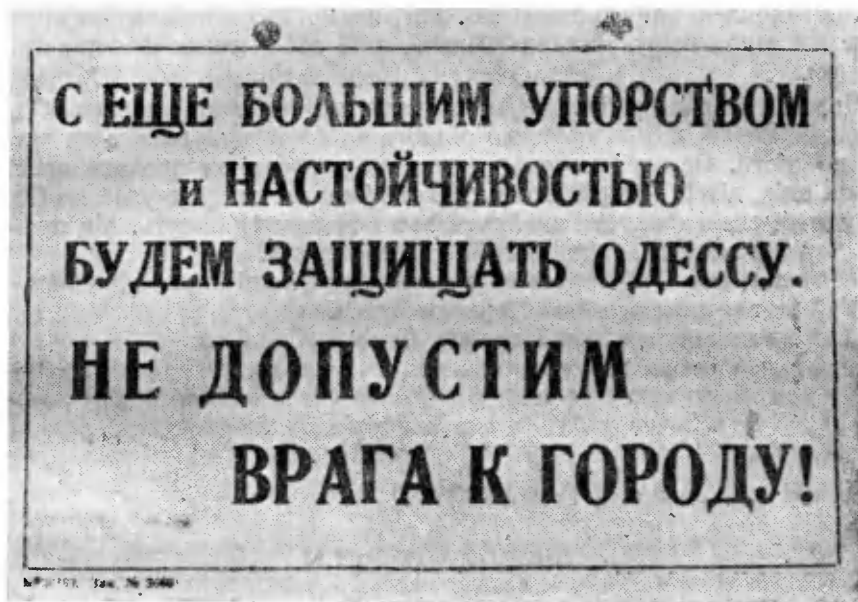 С ЕЩЕ БОЛЬШИМ УПОРСТВОМ
и НАСТОЙЧИВОСТЬЮ
БУДЕМ ЗАЩИЩАТЬ ОДЕССУ.
НЕ ДОПУСТИМ
ВРАГА К ГОРОДУ!